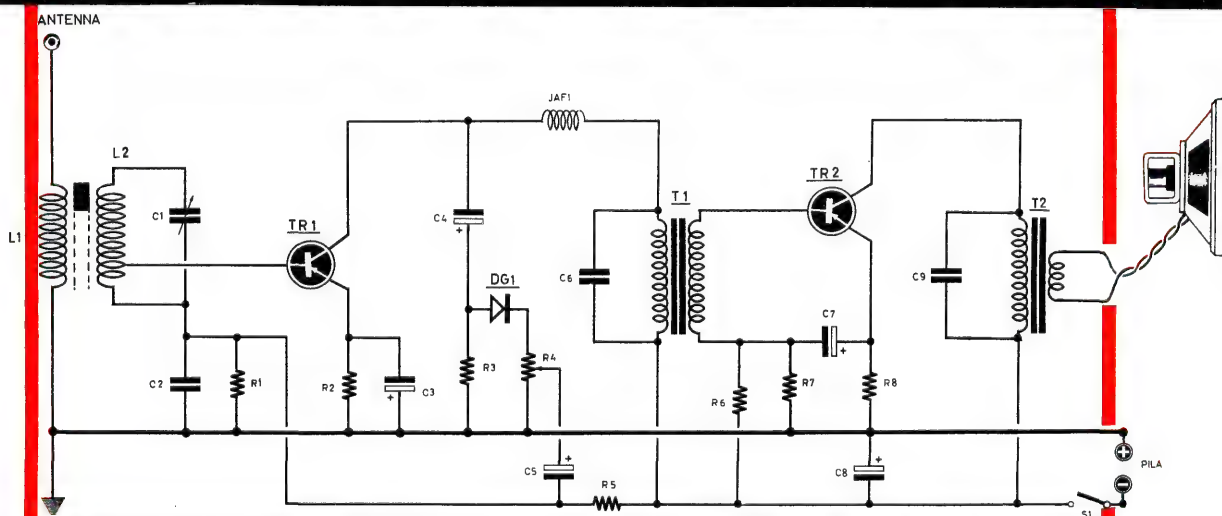 ANTENNA
JAF1
L2
L1
C1
TR1
C4
+
DG1
C6
T1
TR2
C9
T2
C7
+
C2
R1
R2
C3
+
R3
R4
R6
R7
R8
C5
+
R5
C8
+
+
PILA
−
S1